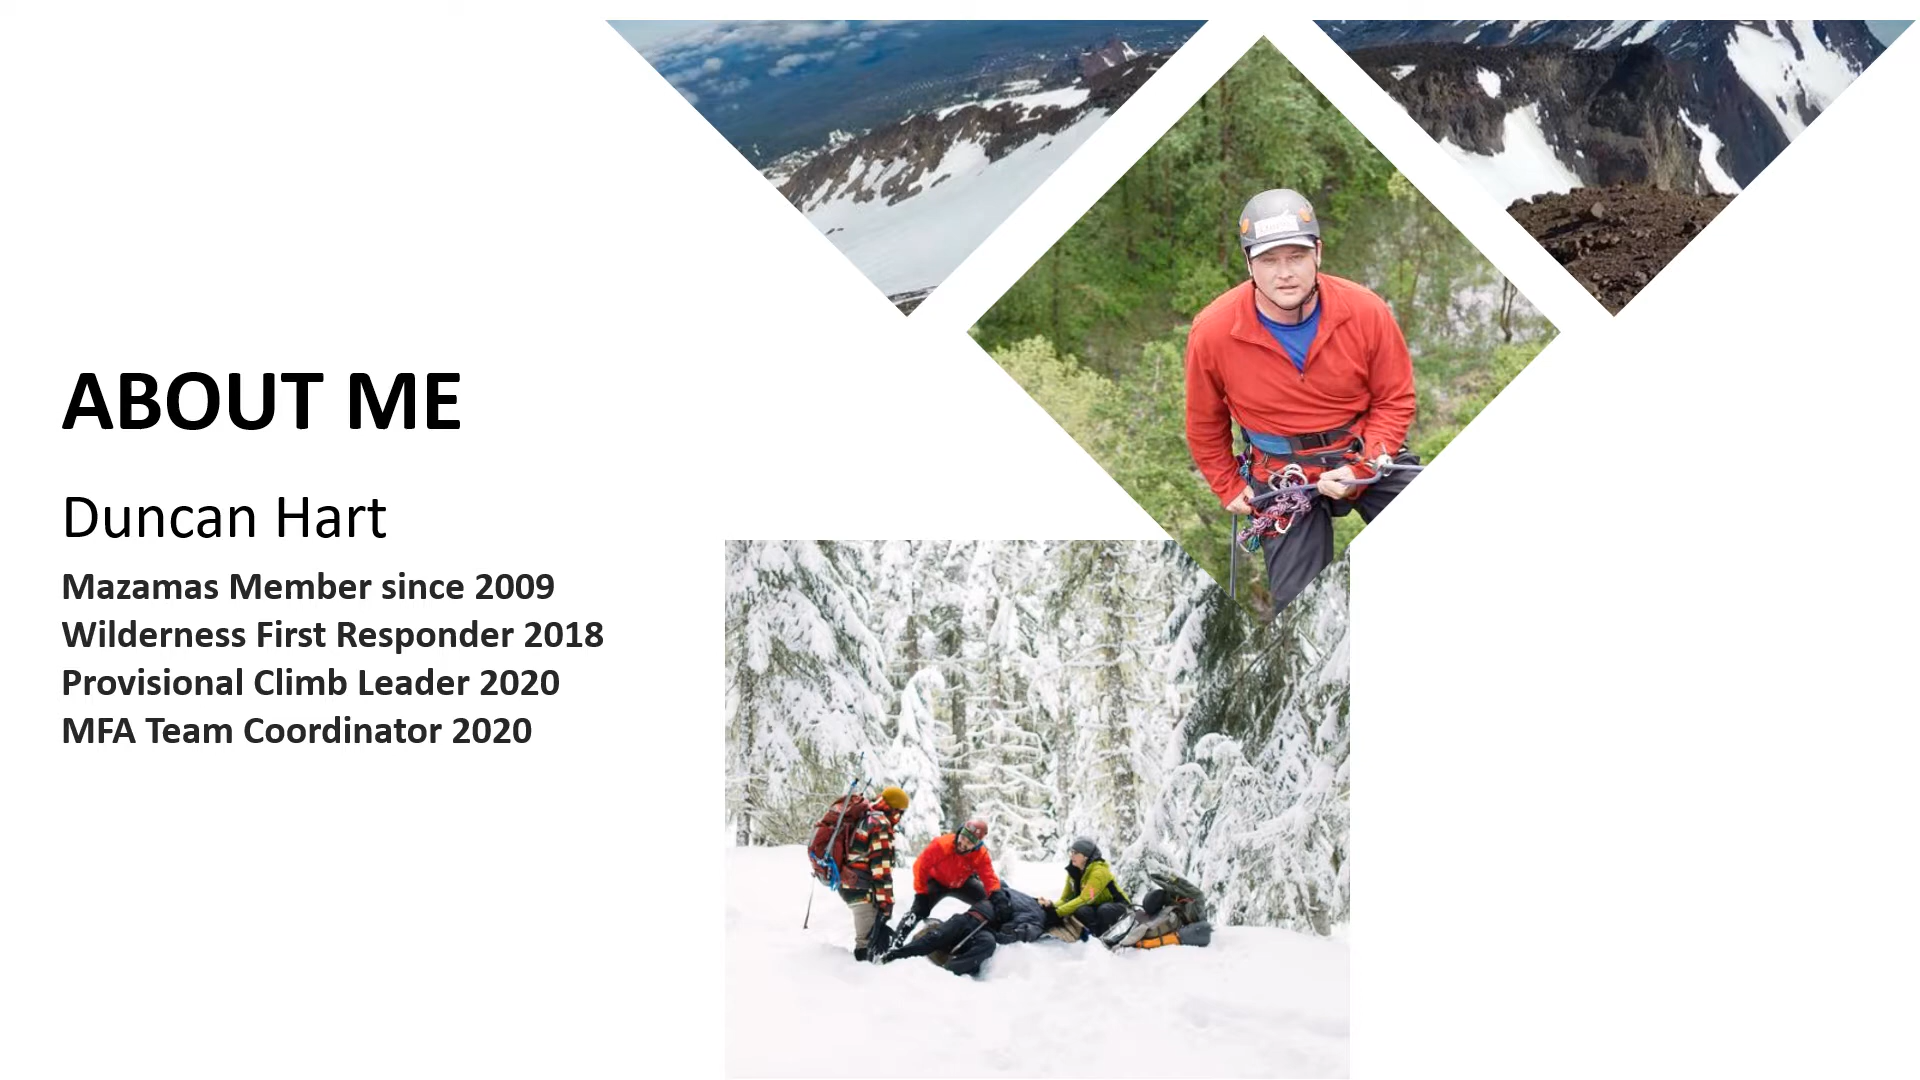 ABOUT ME
Duncan Hart
Mazamas Member since 2009
Wilderness First Responder 2018
Provisional Climb Leader 2020
MFA Team Coordinator 2020